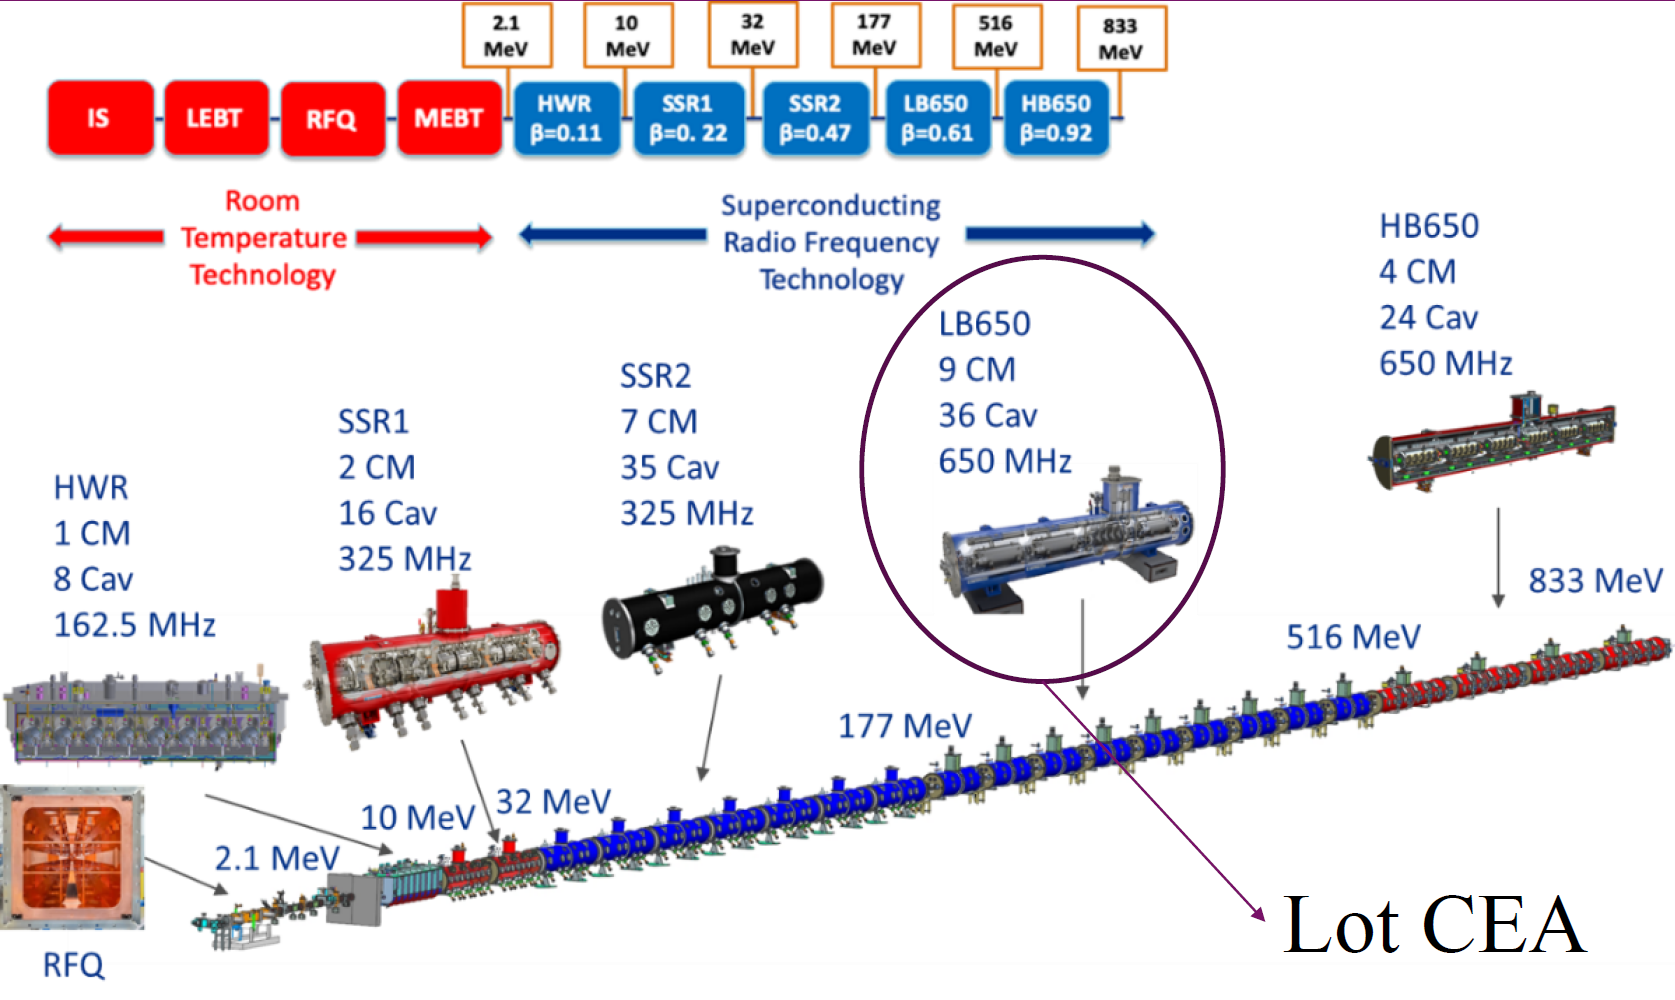 2.1
MeV
10
MeV
32
MeV
177
MeV
516
MeV
833
MeV
IS
LEBT
RFQ
MEBT
HWR
β=0.11
SSR1
β=0. 22
SSR2
β=0.47
LB650
β=0.61
HB650
β=0.92
Room
Temperature
Technology
Superconducting
Radio Frequency
Technology
HB650
4 CM
24 Cav
650 MHz
LB650
9 CM
36 Cav
650 MHz
SSR2
7 CM
35 Cav
325 MHz
SSR1
2 CM
16 Cav
325 MHz
HWR
1 CM
8 Cav
162.5 MHz
833 MeV
516 MeV
177 MeV
32 MeV
10 MeV
2.1 MeV
RFQ
Lot CEA